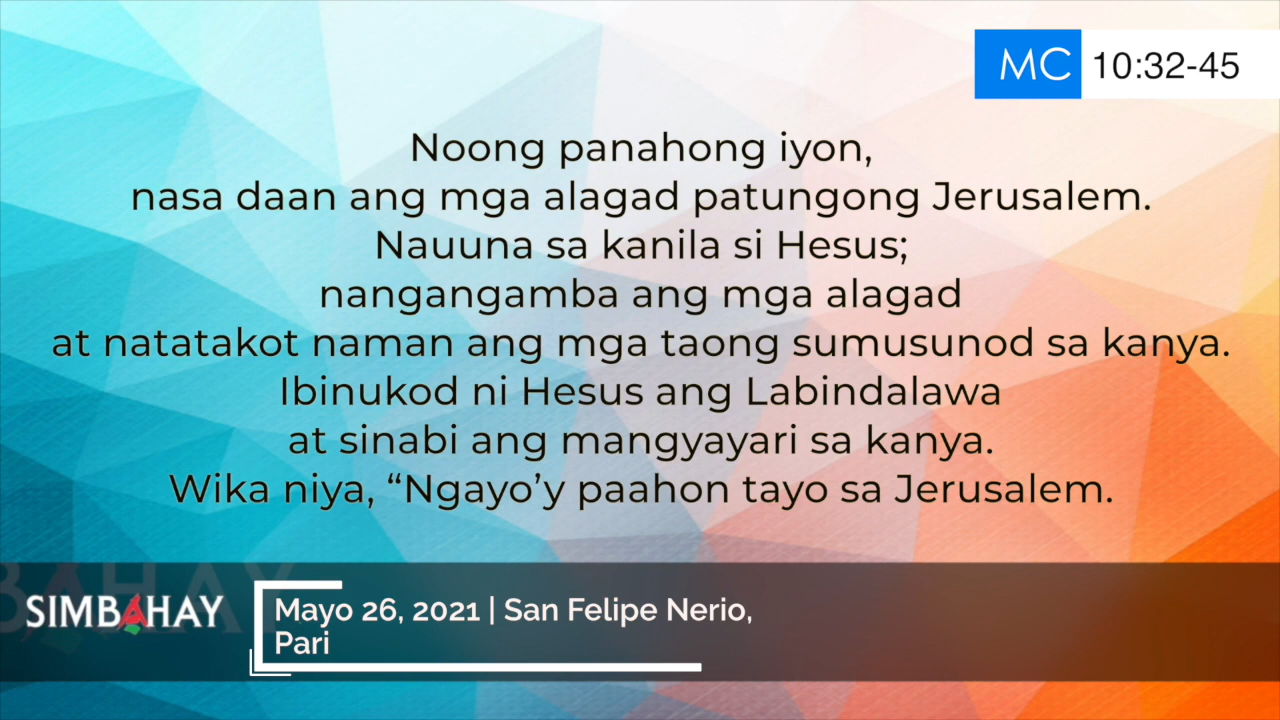 MC 10:32-45
Noong panahong iyon,
nasa daan ang mga alagad patungong Jerusalem.
Nauuna sa kanila si Hesus;
nangangamba ang mga alagad
at natatakot naman ang mga taong sumusunod sa kanya.
Ibinukod ni Hesus ang Labindalawa
at sinabi ang mangyayari sa kanya.
Wika niya, “Ngayo’y paahon tayo sa Jerusalem.
SIMBAHAY
Mayo 26, 2021 | San Felipe Nerio,
Pari